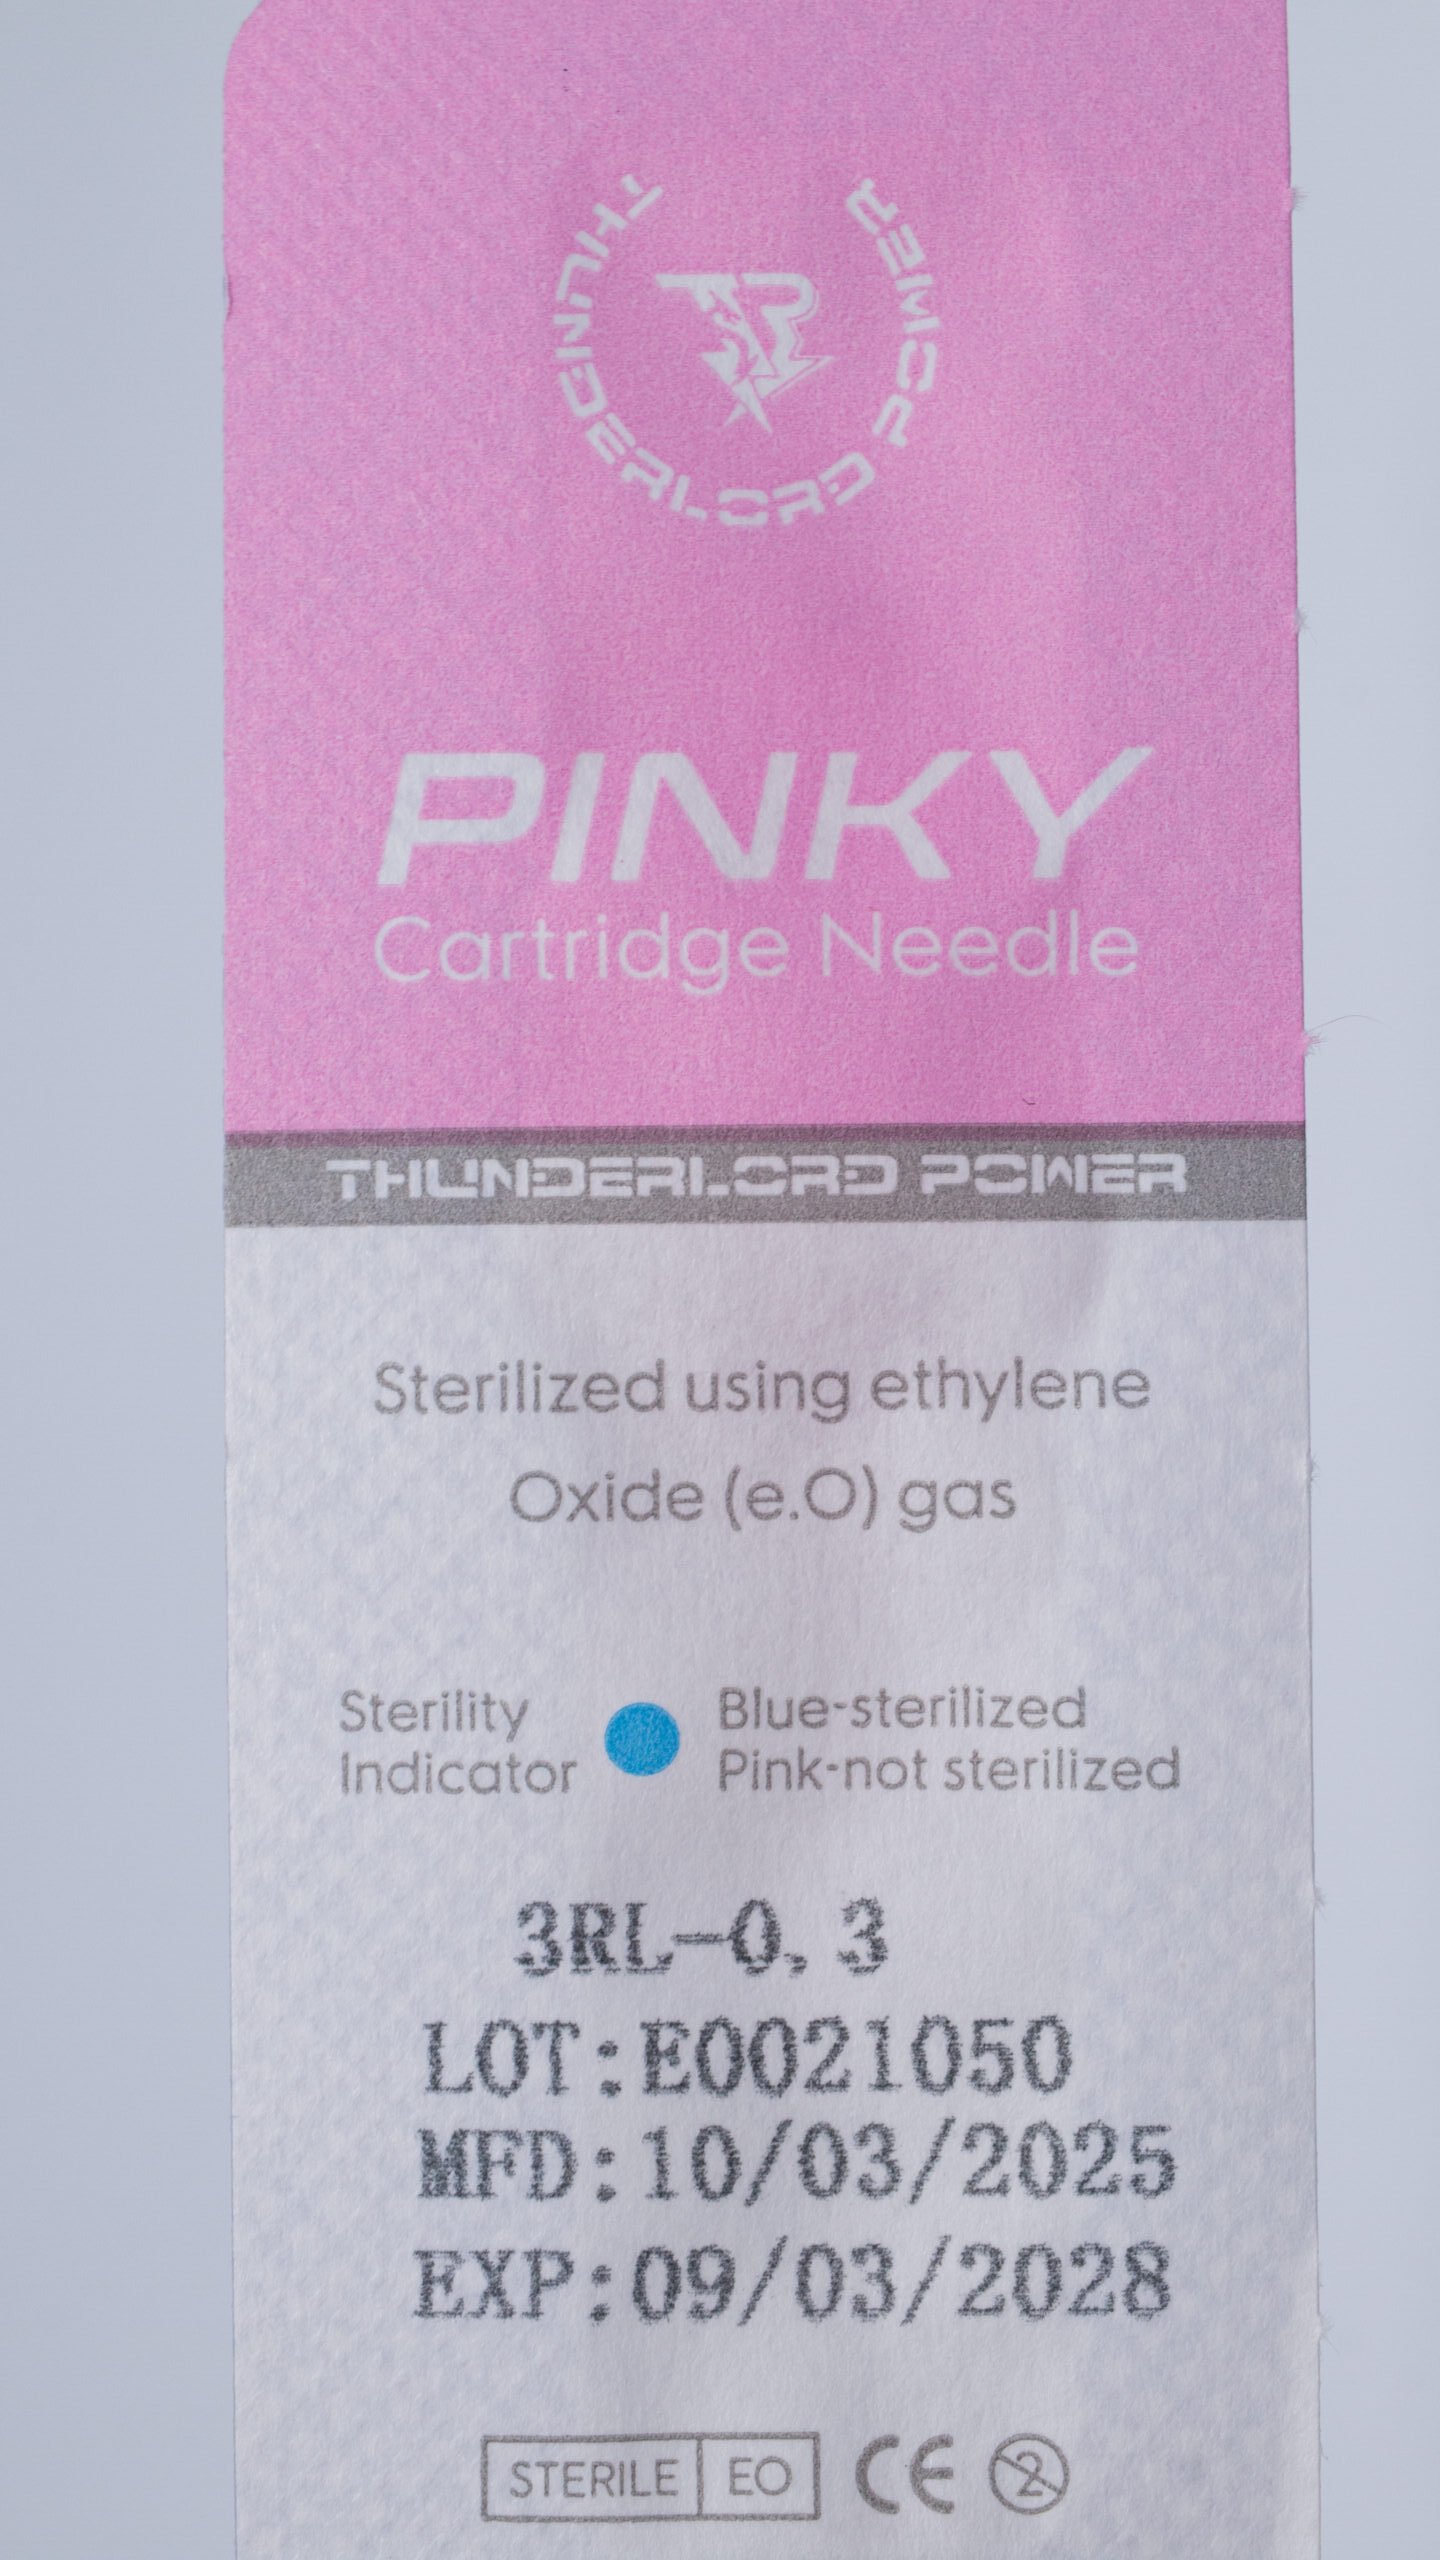 THUNDERLORD POWER
PINKY
Cartridge Needle
THUNDERLORD POWER
Sterilized using ethylene
Oxide (e.O) gas
Sterility
Indicator
Blue-sterilized
Pink-not sterilized
3RL-0.3
LOT:E0021050
MFD:10/03/2025
EXP:09/03/2028
STERILE EO CE 2